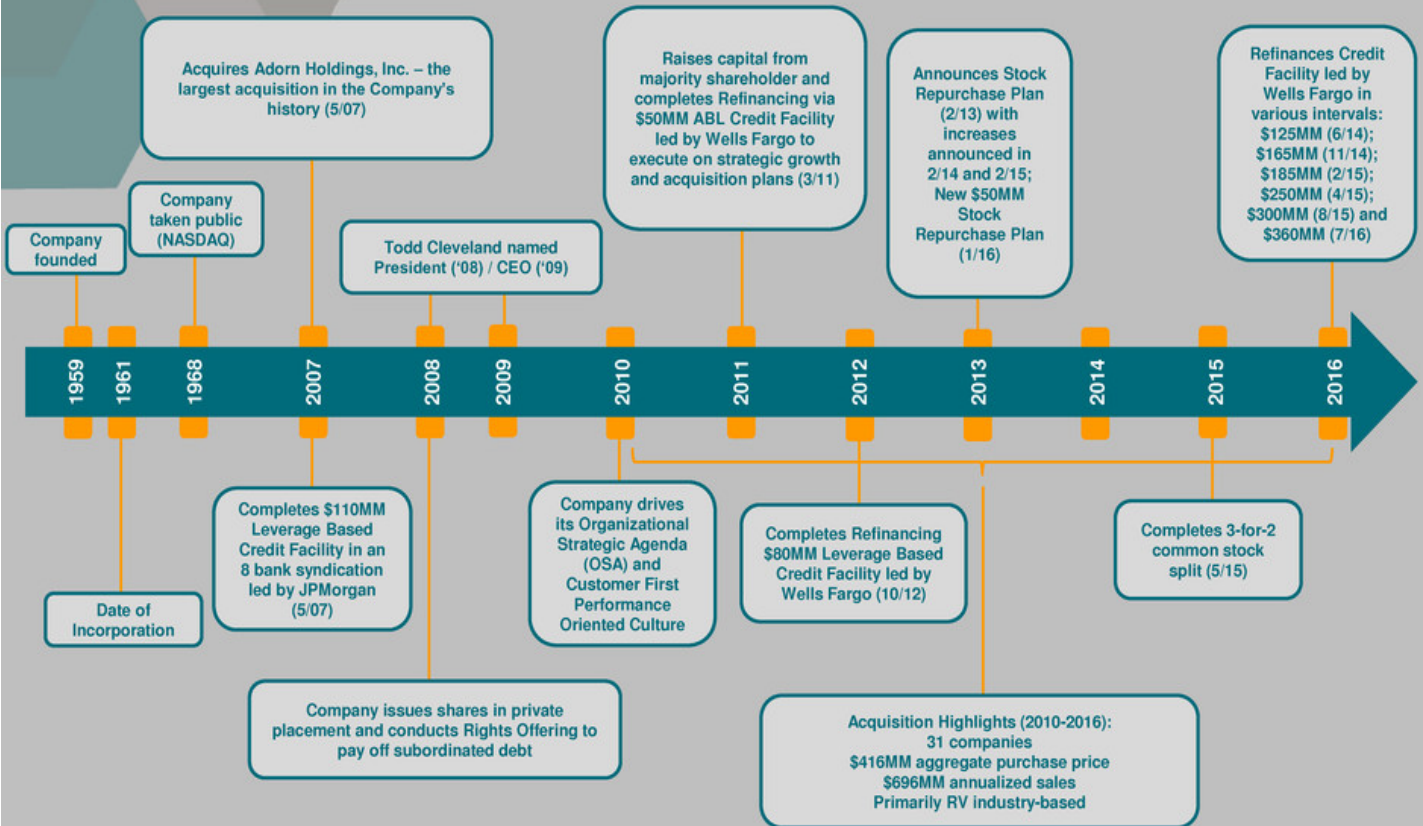 Acquires Adorn Holdings, Inc. – the
largest acquisition in the Company's
history (5/07)
Raises capital from
majority shareholder and
completes Refinancing via
$50MM ABL Credit Facility
led by Wells Fargo to
execute on strategic growth
and acquisition plans (3/11)
Announces Stock
Repurchase Plan
(2/13) with
increases
announced in
2/14 and 2/15;
New $50MM
Stock
Repurchase Plan
(1/16)
Refinances Credit
Facility led by
Wells Fargo in
various intervals:
$125MM (6/14);
$165MM (11/14);
$185MM (2/15);
$250MM (4/15);
$300MM (8/15) and
$360MM (7/16)
Company
founded
Company
taken public
(NASDAQ)
Todd Cleveland named
President (‘08) / CEO (‘09)
1959
1961
1968
2007
2008
2009
2010
2011
2012
2013
2014
2015
2016
Date of
Incorporation
Completes $110MM
Leverage Based
Credit Facility in an
8 bank syndication
led by JPMorgan
(5/07)
Company issues shares in private
placement and conducts Rights Offering to
pay off subordinated debt
Company drives
its Organizational
Strategic Agenda
(OSA) and
Customer First
Performance
Oriented Culture
Completes Refinancing
$80MM Leverage Based
Credit Facility led by
Wells Fargo (10/12)
Completes 3-for-2
common stock
split (5/15)
Acquisition Highlights (2010-2016):
31 companies
$416MM aggregate purchase price
$696MM annualized sales
Primarily RV industry-based